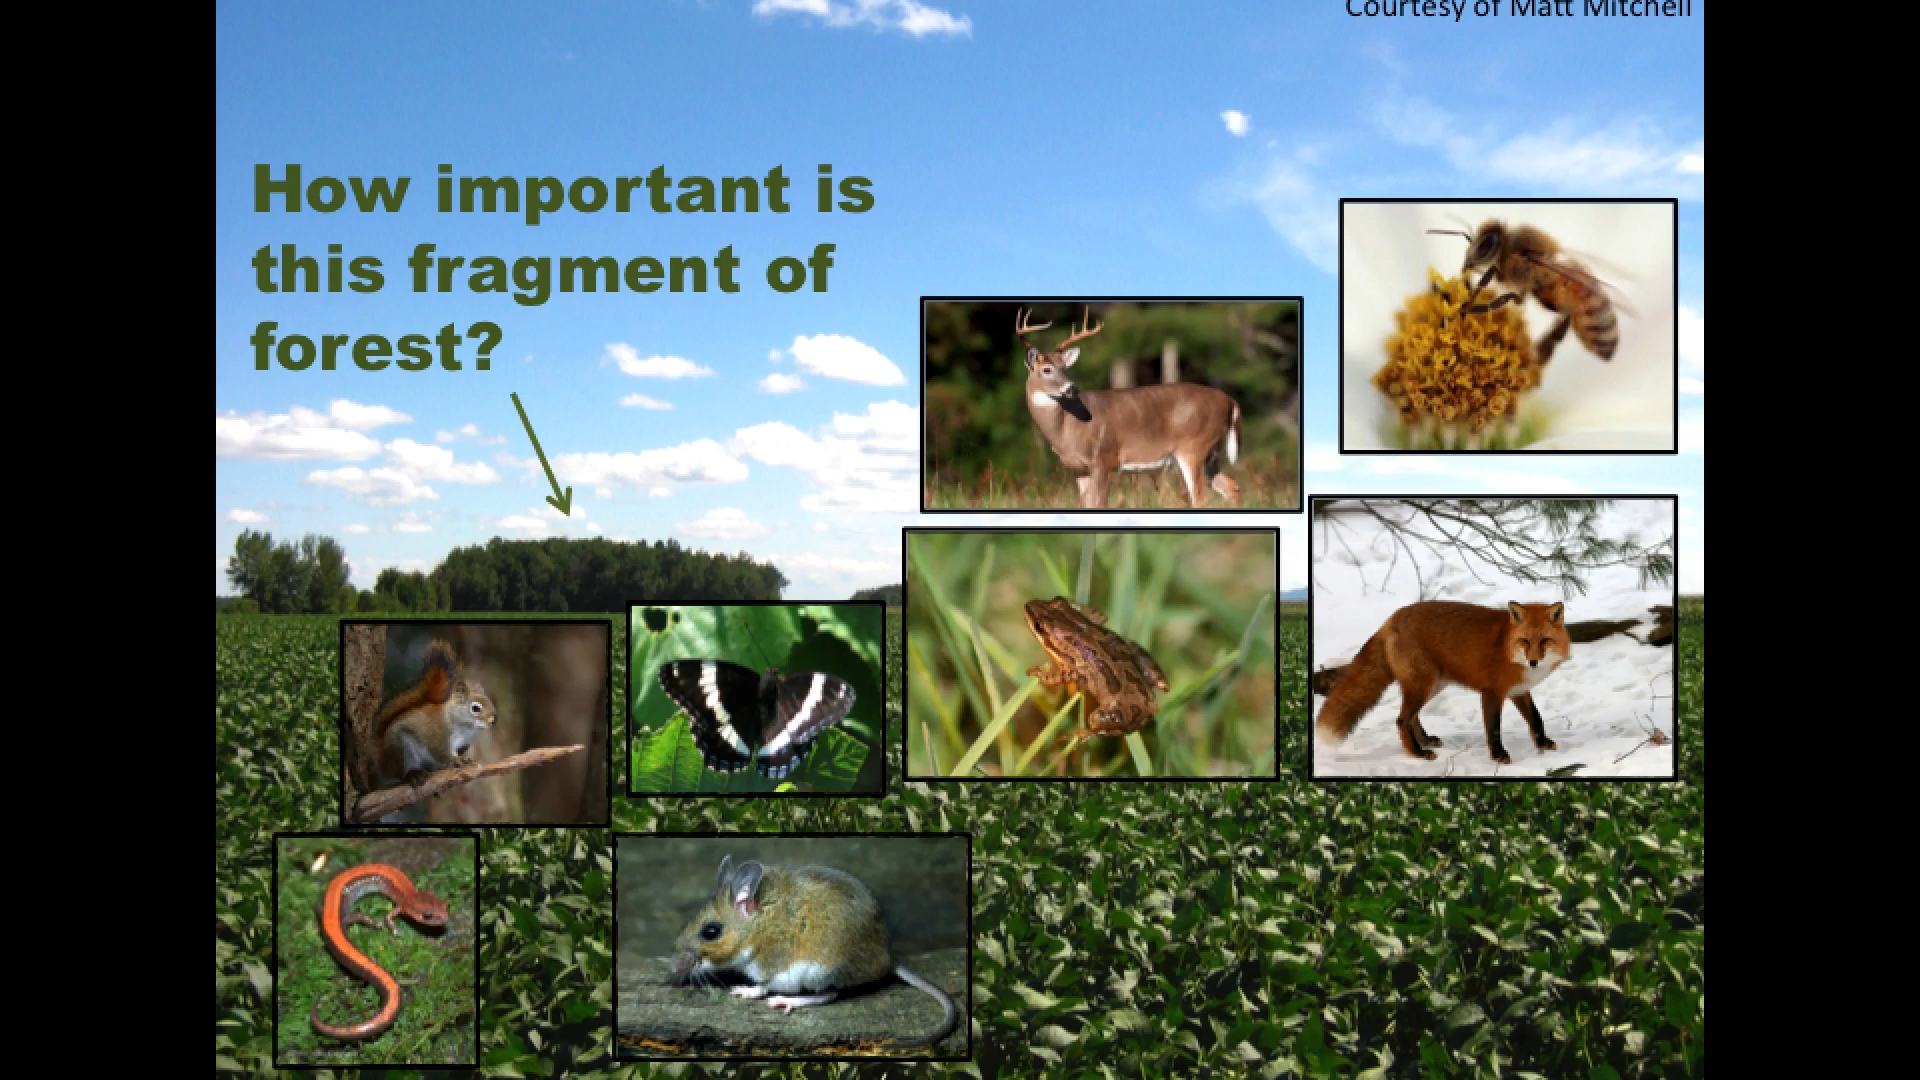 Courtesy of Matt Mitchell
How important is
this fragment of
forest?